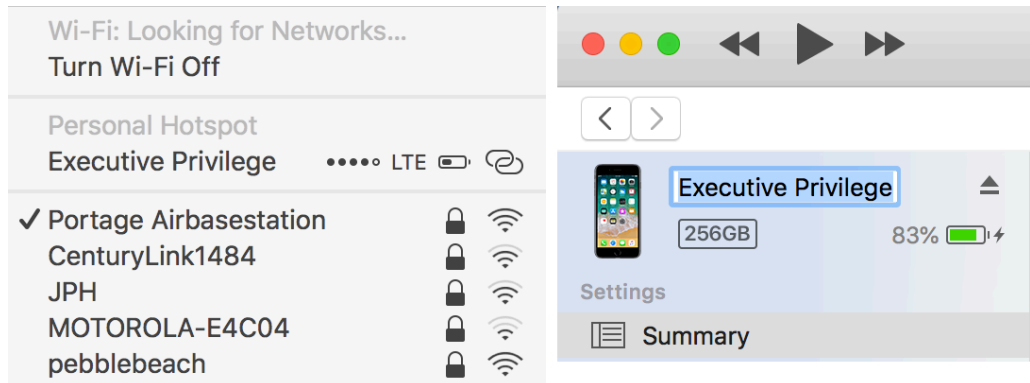 Wi-Fi: Looking for Networks...
Turn Wi-Fi Off
Personal Hotspot
Executive Privilege LTE
Portage Airbasestation
CenturyLink1484
JPH
MOTOROLA-E4C04
pebblebeach
Executive Privilege
256GB 83%
Settings
Summary